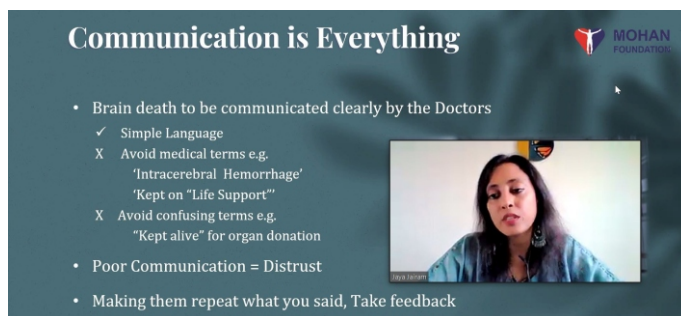 Communication is Everything
MOHAN
FOUNDATION
• Brain death to be communicated clearly by the Doctors
✓ Simple Language
X Avoid medical terms e.g.
'Intracerebral Hemorrhage'
'Kept on "Life Support"'
X Avoid confusing terms e.g.
"Kept alive" for organ donation
• Poor Communication = Distrust
• Making them repeat what you said, Take feedback
Jaya Jairam